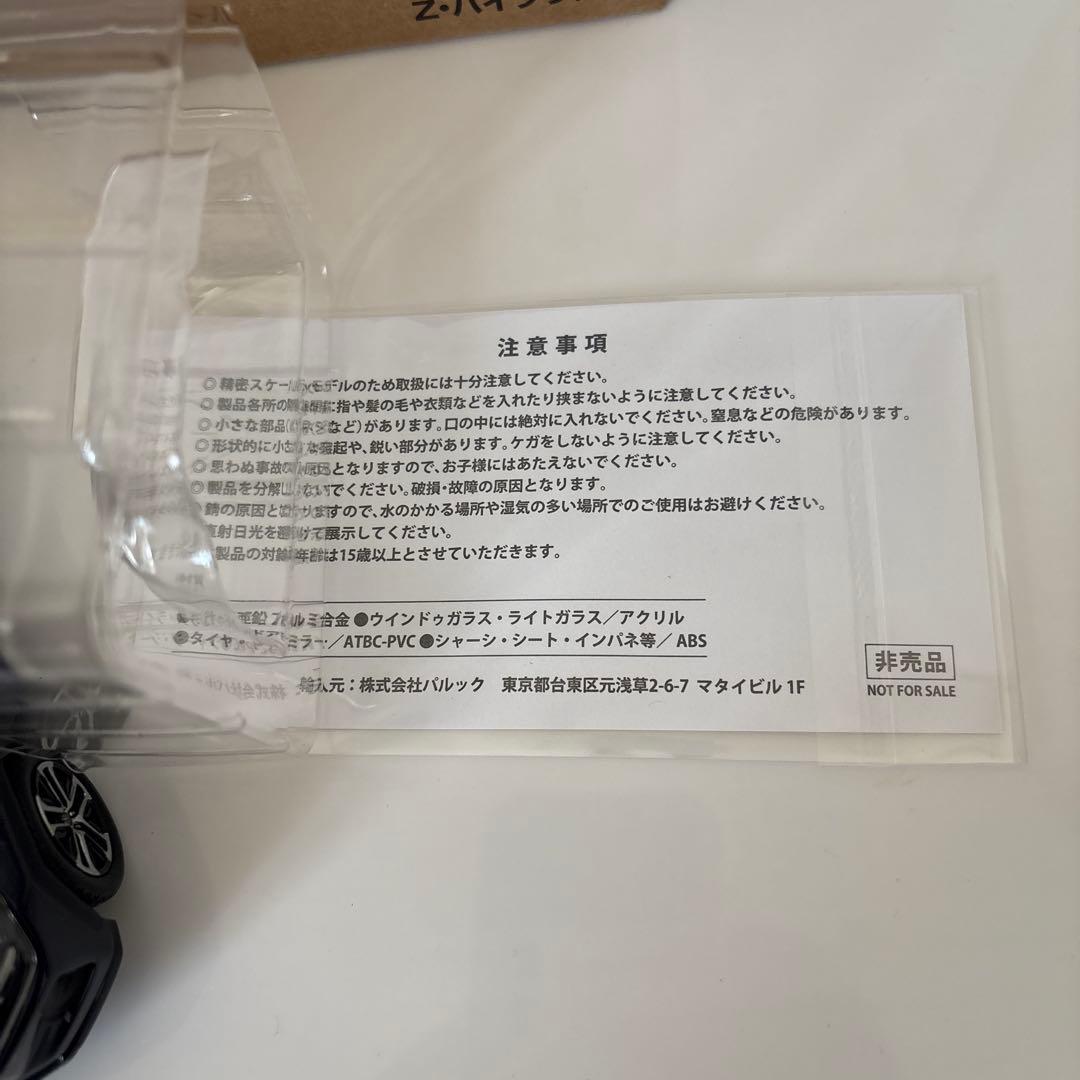 Z・ハイブ
注意事項
◎精密スケールモデルのため取扱には十分注意してください。
◎製品各所の隙間に指や髪の毛や衣類などを入れたり挟まないように注意してください。
◎小さな部品(など)があります。口の中には絶対に入れないでください。窒息などの危険があります。
◎形状的に小さな突起や、鋭い部分があります。ケガをしないように注意してください。
◎思わぬ事故の原因となりますので、お子様にはあたえないでください。
◎製品を分解しないでください。破損・故障の原因となります。
錆の原因となりますので、水のかかる場所や湿気の多い場所でのご使用はお避けください。
直射日光を避けて展示してください。
製品の対象年齢は15歳以上とさせていただきます。
亜鉛アルミ合金 ●ウインドゥガラス・ライトガラス／アクリル
●タイヤ・ドアミラー／ATBC-PVC ●シャーシ・シート・インパネ等／ ABS
輸入元：株式会社パルック 東京都台東区元浅草2-6-7 マタイビル 1F
非売品
NOT FOR SALE